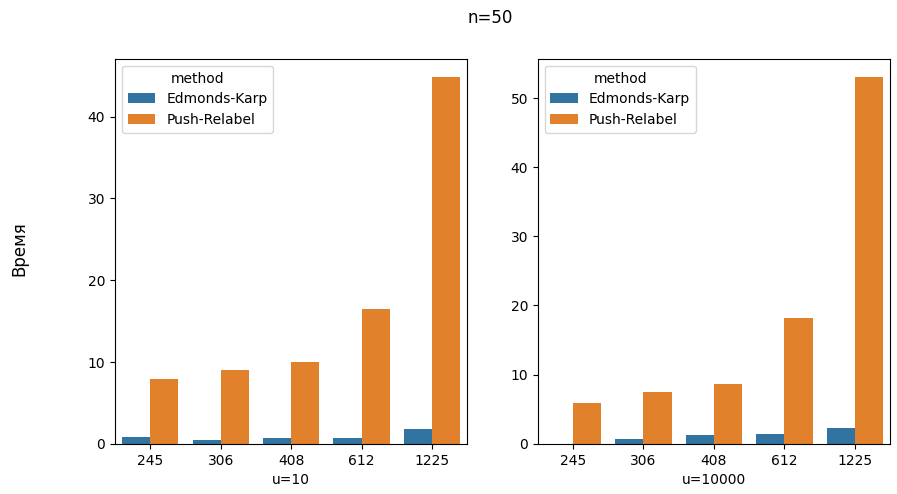 n=50
Время
method
Edmonds-Karp
Push-Relabel
40
30
20
10
0
245 306 408 612 1225
u=10
method
Edmonds-Karp
Push-Relabel
50
40
30
20
10
0
245 306 408 612 1225
u=10000